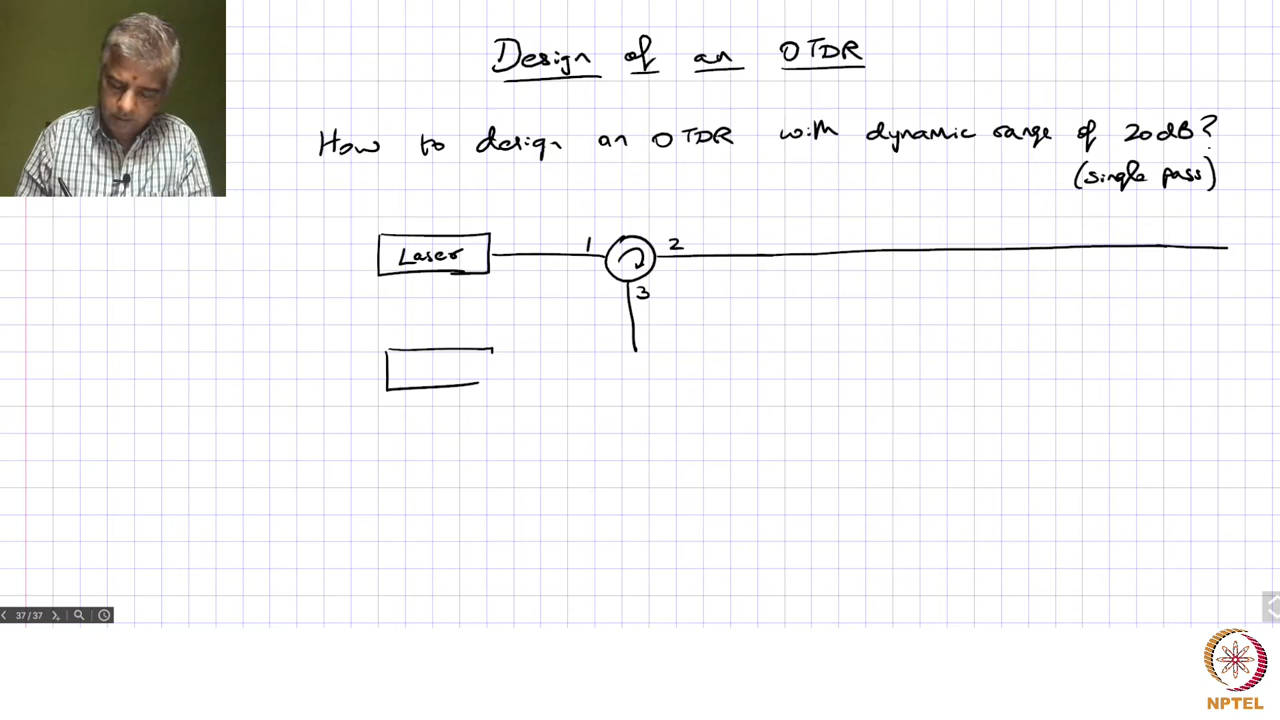 Design of an OTDR
How to design an OTDR with dynamic range of 20dB?
(single pass)
Laser
1
2
3
37/37
NPTEL